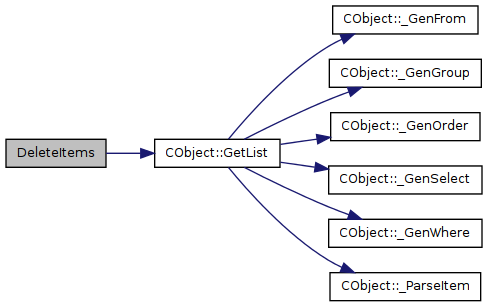 CObject::_GenFrom
CObject::_GenGroup
CObject::_GenOrder
DeleteItems
CObject::GetList
CObject::_GenSelect
CObject::_GenWhere
CObject::_ParseItem